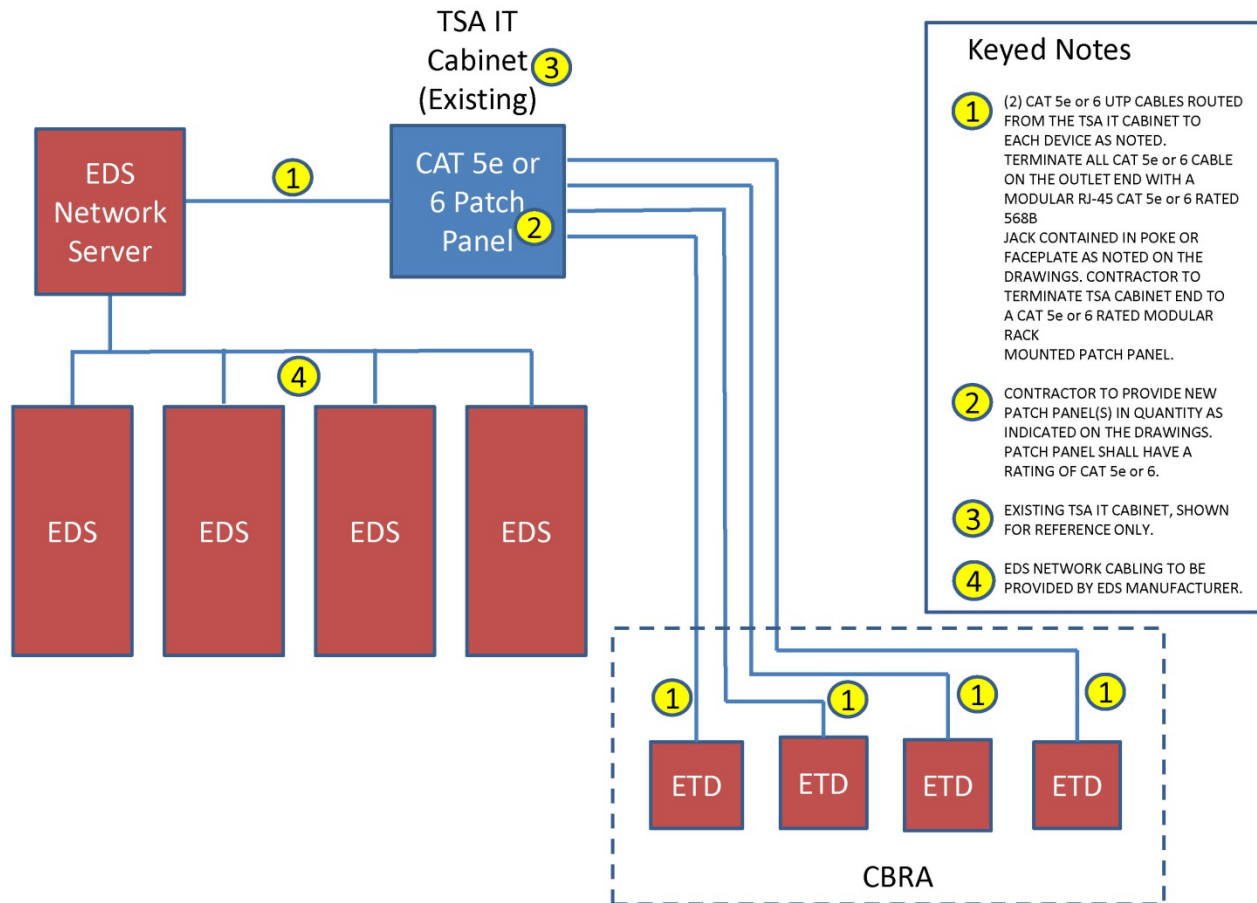 TSA IT
Cabinet
(Existing)
3
EDS
Network
Server
1
CAT 5e or
6 Patch
Panel
2
4
EDS
EDS
EDS
EDS
1
1
1
1
ETD
ETD
ETD
ETD
CBRA
Keyed Notes
1
(2) CAT 5e or 6 UTP CABLES ROUTED
FROM THE TSA IT CABINET TO
EACH DEVICE AS NOTED.
TERMINATE ALL CAT 5e or 6 CABLE
ON THE OUTLET END WITH A
MODULAR RJ-45 CAT 5e or 6 RATED
568B
JACK CONTAINED IN POKE OR
FACEPLATE AS NOTED ON THE
DRAWINGS. CONTRACTOR TO
TERMINATE TSA CABINET END TO
A CAT 5e or 6 RATED MODULAR
RACK
MOUNTED PATCH PANEL.
2
CONTRACTOR TO PROVIDE NEW
PATCH PANEL(S) IN QUANTITY AS
INDICATED ON THE DRAWINGS.
PATCH PANEL SHALL HAVE A
RATING OF CAT 5e or 6.
3
EXISTING TSA IT CABINET, SHOWN
FOR REFERENCE ONLY.
4
EDS NETWORK CABLING TO BE
PROVIDED BY EDS MANUFACTURER.